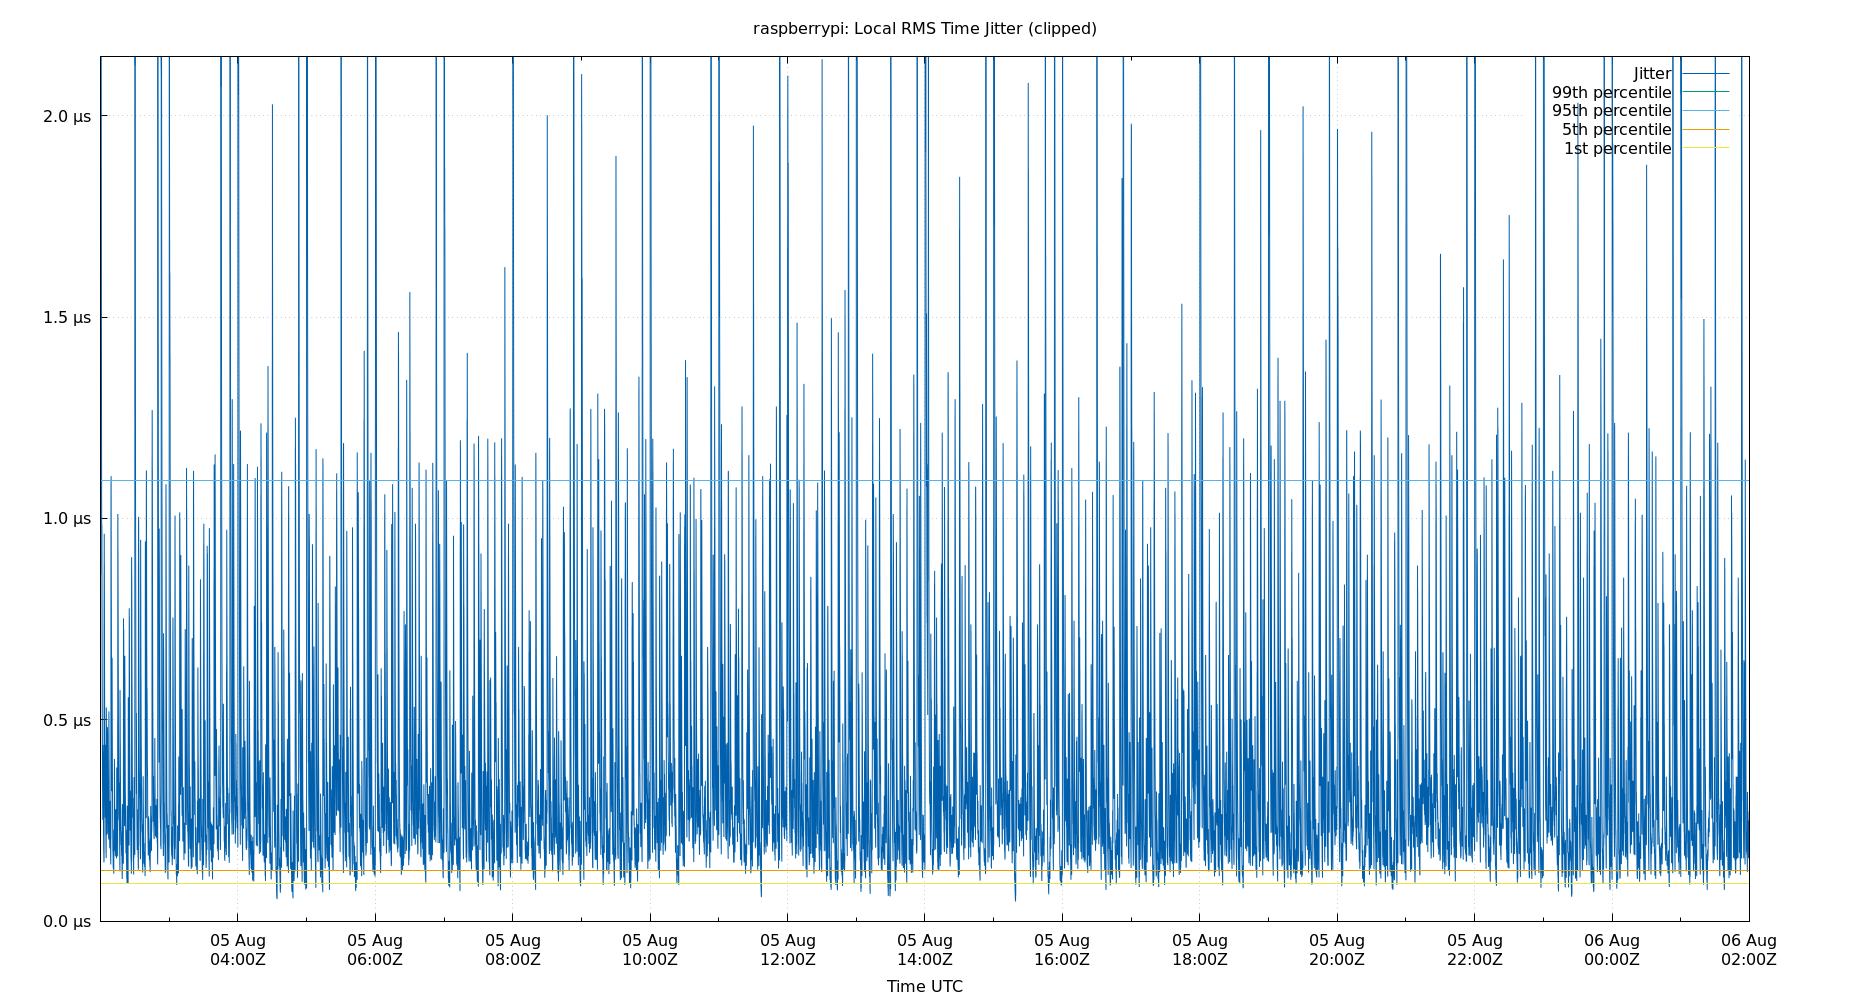 raspberrypi: Local RMS Time Jitter (clipped)
Jitter
99th percentile
95th percentile
5th percentile
1st percentile
2.0 μs
1.5 μs
1.0 μs
0.5 μs
0.0 μs
05 Aug 05 Aug 05 Aug 05 Aug 05 Aug 05 Aug 05 Aug 05 Aug 05 Aug 05 Aug 06 Aug 06 Aug
04:00Z 06:00Z 08:00Z 10:00Z 12:00Z 14:00Z 16:00Z 18:00Z 20:00Z 22:00Z 00:00Z 02:00Z
Time UTC